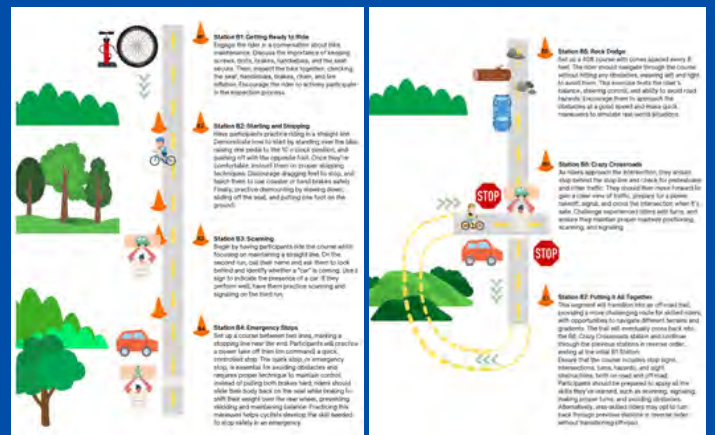 Station B1: Getting Ready to Ride
Engage the rider in a conversation about bike
maintenance. Discuss the importance of keeping
screws, bolts, brakes, handlebars, and the seat
secure. Then, inspect the bike together, checking
the seat, handlebars, brakes, chain, and tire
inflation. Encourage the rider to actively participate
in the inspection process.
Station B2: Starting and Stopping
Have participants practice riding in a straight line.
Demonstrate how to start by standing over the bike,
raising one pedal to the 10 o'clock position, and
pushing off with the opposite foot. Once they're
comfortable, instruct them on proper stopping
techniques. Discourage dragging feet to stop, and
teach them to use coaster or hand brakes safely.
Finally, practice dismounting by slowing down,
sliding off the seat, and putting one foot on the
ground.
Station B3: Scanning
Begin by having participants ride the course while
focusing on maintaining a straight line. On the
second run, call their name and ask them to look
behind and identify whether a "car" is coming. Use a
sign to indicate the presence of a car. If they
perform well, have them practice scanning and
signaling on the third run.
Station B4: Emergency Stops
Set up a course between two lines, marking a
stopping line near the end. Participants will practice
a power take off then (on command) a quick,
controlled stop. The quick stop, or emergency
stop, is essential for avoiding obstacles and
requires proper technique to maintain control.
Instead of pulling both brakes hard, riders should
slide their body back on the seat while braking to
shift their weight over the rear wheel, preventing
skidding and maintaining balance. Practicing this
maneuver helps cyclists develop the skill needed
to stop safely in an emergency.
Station B5: Rock Dodge
Set up a 40ft course with cones spaced every 8
feet. The rider should navigate through the course
without hitting any obstacles, weaving left and right
to avoid them. This exercise tests the rider's
balance, steering control, and ability to avoid road
hazards. Encourage them to approach the
obstacles at a good speed and make quick
maneuvers to simulate real-world situations.
Station B6: Crazy Crossroads
As riders approach the intersection, they should
stop behind the stop line and check for pedestrians
and other traffic. They should then move forward to
gain a clear view of traffic, prepare for a power
takeoff, signal, and cross the intersection when it's
safe. Challenge experienced riders with turns, and
ensure they maintain proper roadway positioning,
scanning, and signaling.
STOP
STOP
Station B7: Putting It All Together
This segment will transition into an off-road trail,
providing a more challenging route for skilled riders,
with opportunities to navigate different terrains and
gradients. The trail will eventually cross back into
the B6: Crazy Crossroads station and continue
through the previous stations in reverse order,
ending at the initial B1 Station.
Ensure that the course includes stop signs,
intersections, turns, hazards, and sight
obstructions, both on road and off road.
Participants should be prepared to apply all the
skills they've learned, such as scanning, signaling,
making proper turns, and avoiding obstacles.
Alternatively, less skilled riders may opt to turn
back through previous stations in reverse order
without transitioning off-road.